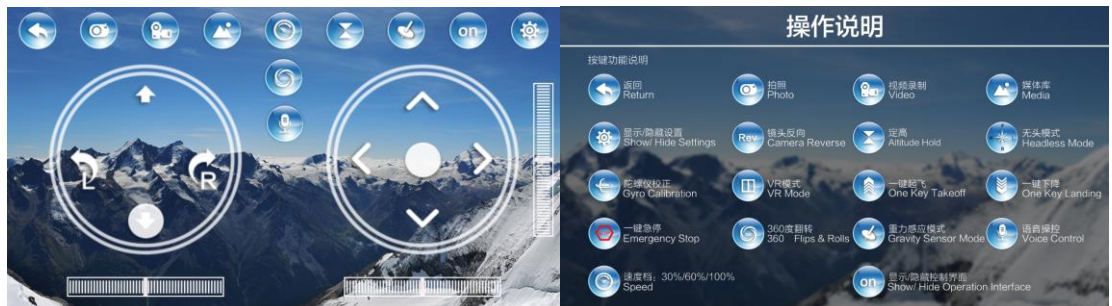 on
L
R
操作说明
按键功能说明
返回
Return
拍照
Photo
视频录制
Video
媒体库
Media
显示/隐藏设置
Show/ Hide Settings
Rev
镜头反向
Camera Reverse
定高
Altitude Hold
无头模式
Headless Mode
陀螺仪校正
Gyro Calibration
VR模式
VR Mode
一键起飞
One Key Takeoff
一键下降
One Key Landing
一键急停
Emergency Stop
360度翻转
360 Flips & Rolls
重力感应模式
Gravity Sensor Mode
语音操控
Voice Control
速度档：30%/60%/100%
Speed
on
显示/隐藏控制界面
Show/ Hide Operation Interface